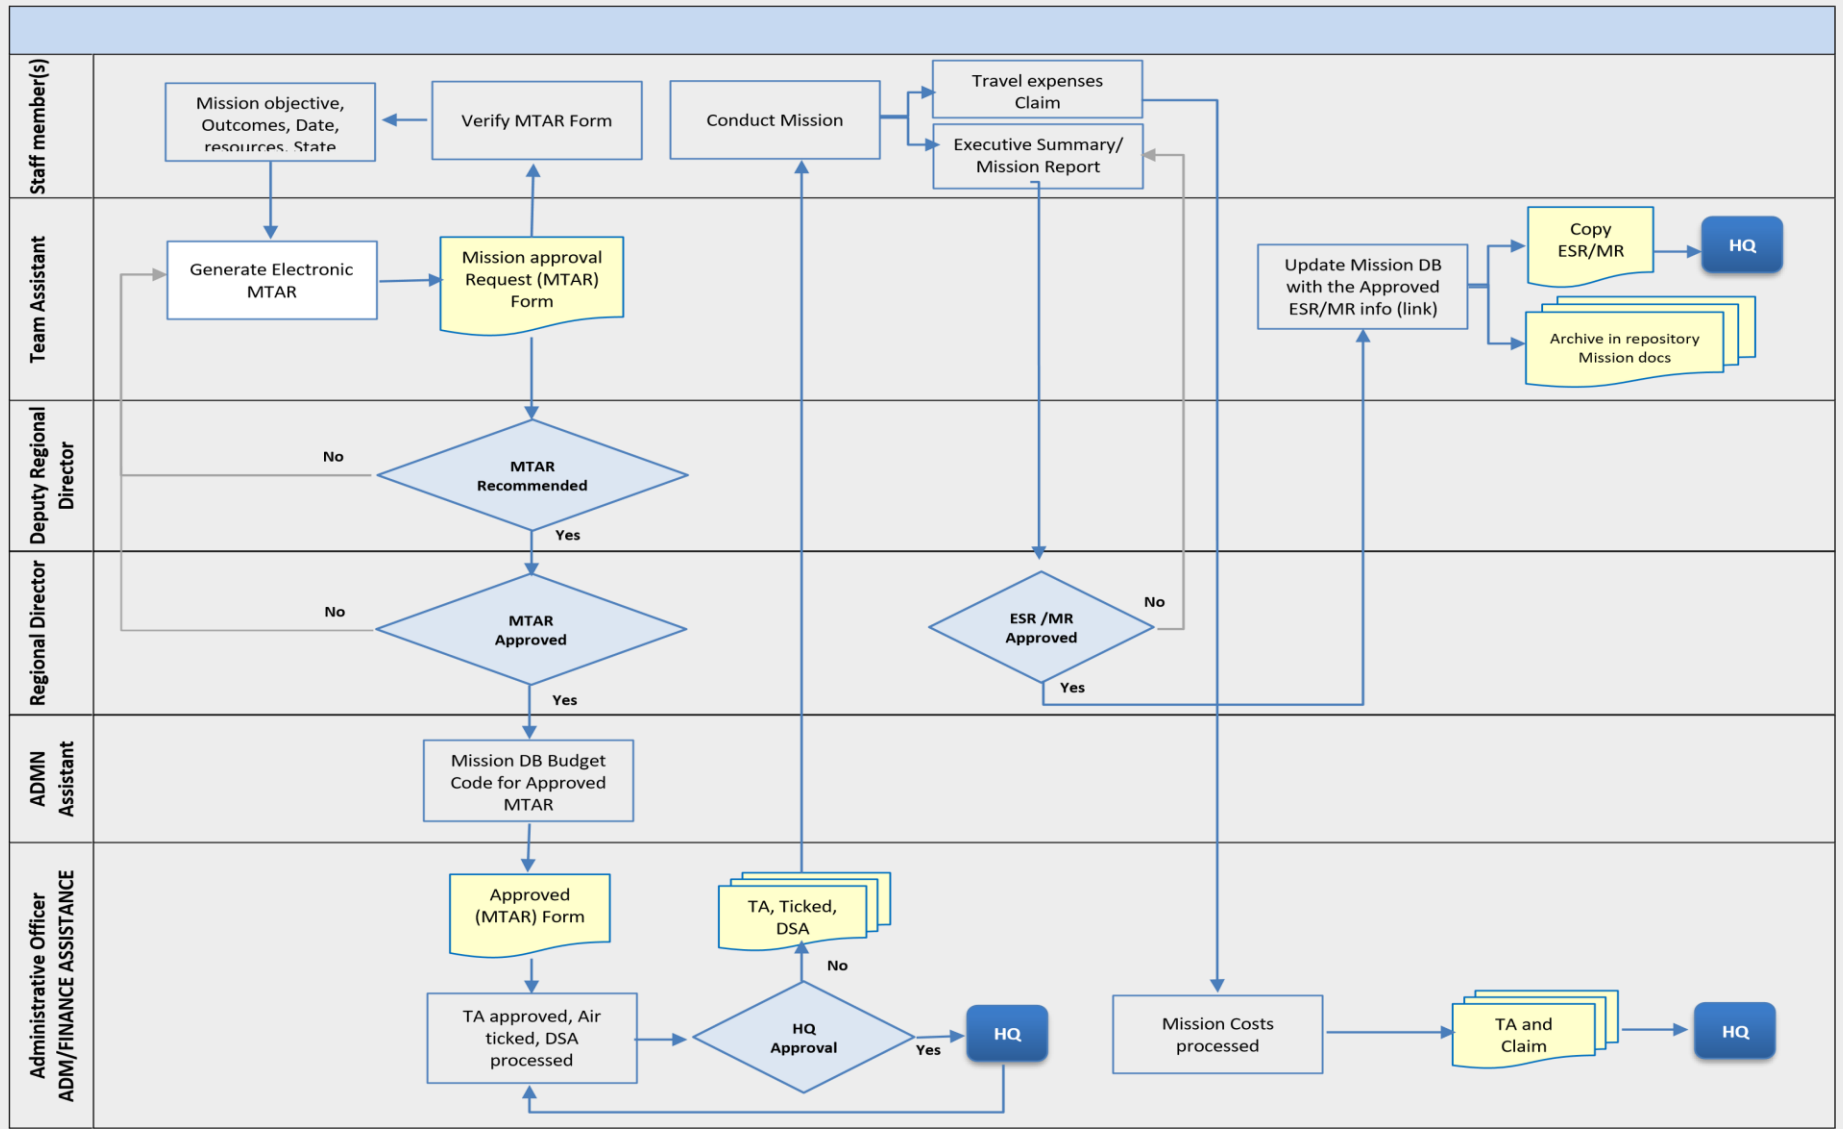 Staff member(s)
Mission objective,
Outcomes, Date,
resources, State
Verify MTAR Form
Conduct Mission
Travel expenses
Claim
Executive Summary/
Mission Report
Team Assistant
Generate Electronic
MTAR
Mission approval
Request (MTAR)
Form
Update Mission DB
with the Approved
ESR/MR info (link)
Copy
ESR/MR
HQ
Archive in repository
Mission docs
Deputy Regional
Director
No
MTAR
Recommended
Yes
Regional Director
No
MTAR
Approved
Yes
ESR /MR
Approved
No
Yes
ADMN
Assistant
Mission DB Budget
Code for Approved
MTAR
Administrative Officer
ADM/FINANCE ASSISTANCE
Approved
(MTAR) Form
TA, Ticked,
DSA
No
TA approved, Air
ticked, DSA
processed
HQ
Approval
Yes
HQ
Mission Costs
processed
TA and
Claim
HQ